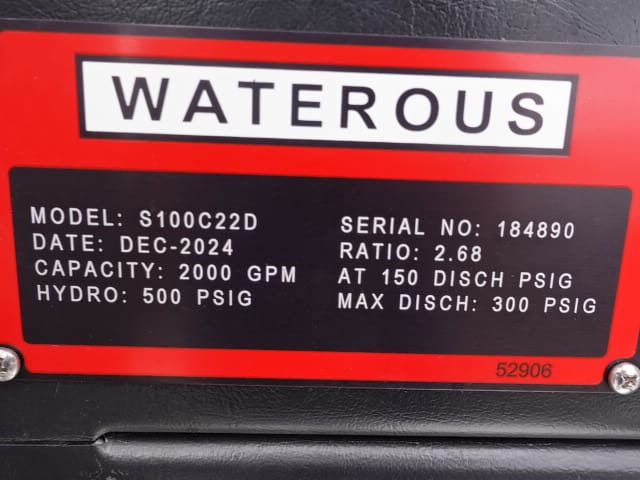 WATEROUS
MODEL: S100C22D
DATE: DEC-2024
CAPACITY: 2000 GPM
HYDRO: 500 PSIG
SERIAL NO: 184890
RATIO: 2.68
AT 150 DISCH PSIG
MAX DISCH: 300 PSIG
52906